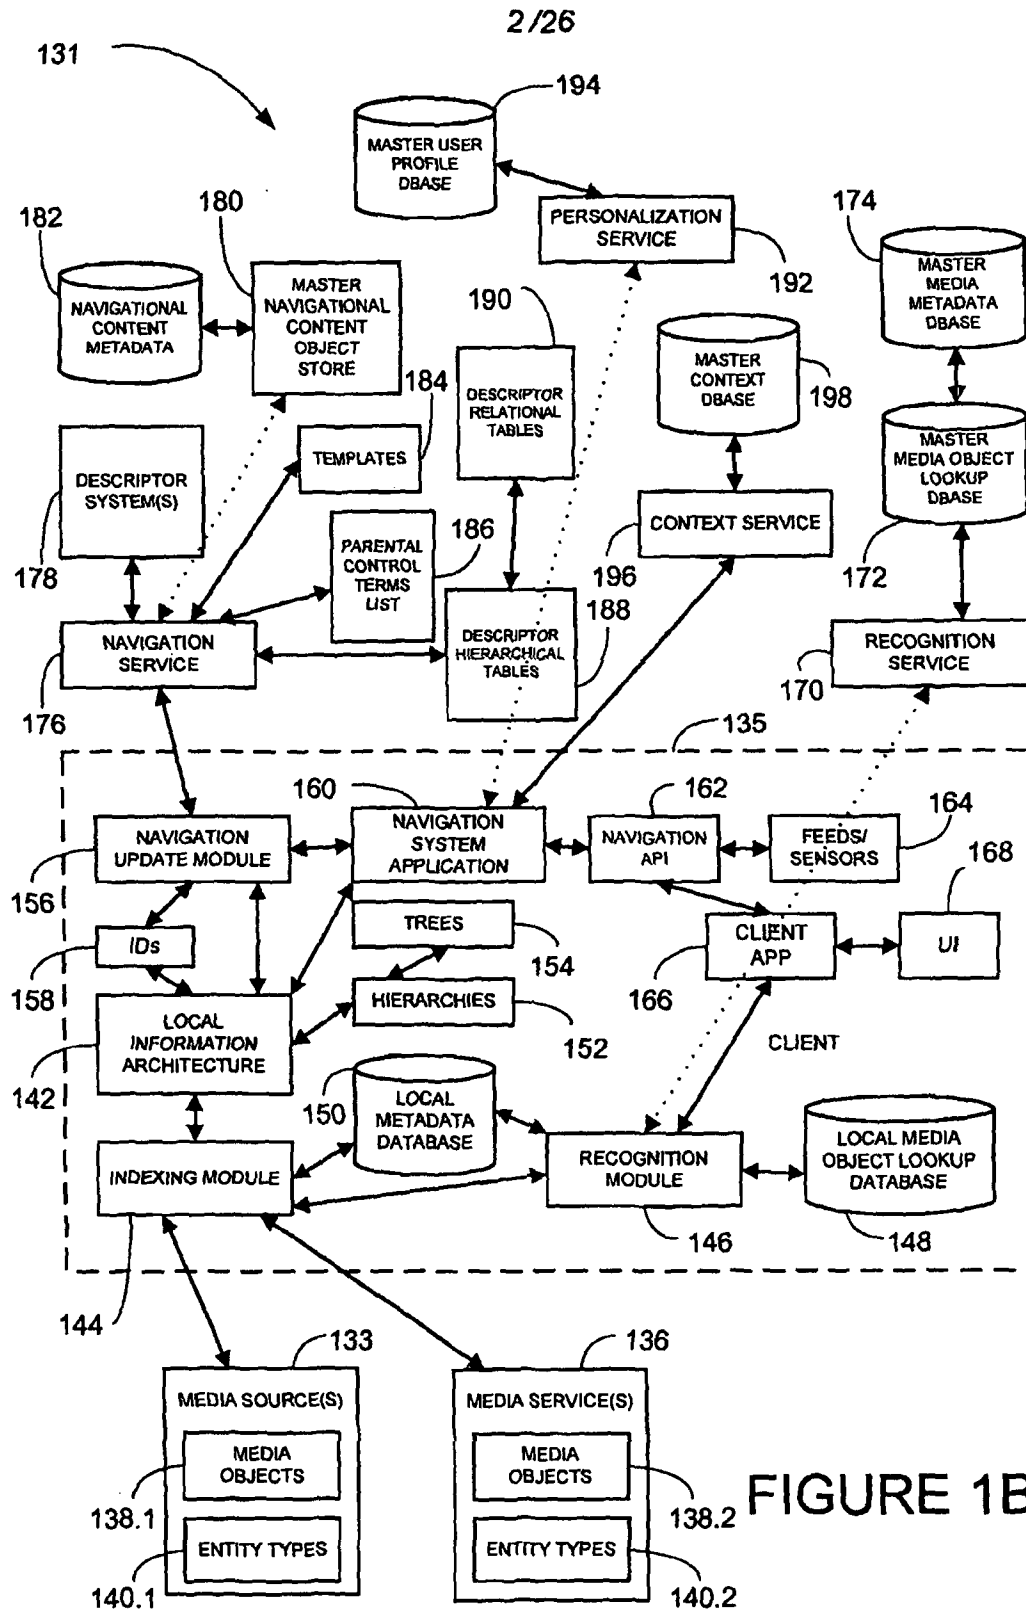 2/26
131
194
MASTER USER
PROFILE
DBASE
182
180
PERSONALIZATION
SERVICE
174
192
NAVIGATIONAL
CONTENT
METADATA
MASTER
NAVIGATIONAL
CONTENT
OBJECT
STORE
190
MASTER
MEDIA
METADATA
DBASE
184
DESCRIPTOR
RELATIONAL
TABLES
MASTER
CONTEXT
DBASE
198
DESCRIPTOR
SYSTEM(S)
TEMPLATES
MASTER
MEDIA OBJECT
LOOKUP
DBASE
178
PARENTAL
CONTROL
TERMS
LIST
186
CONTEXT SERVICE
196
172
NAVIGATION
SERVICE
188
DESCRIPTOR
HIERARCHICAL
TABLES
RECOGNITION
SERVICE
176
170
135
160
162
164
NAVIGATION
UPDATE MODULE
NAVIGATION
SYSTEM
APPLICATION
NAVIGATION
API
FEEDS/
SENSORS
168
156
IDs
TREES
154
CLIENT
APP
UI
158
166
LOCAL
INFORMATION
ARCHITECTURE
HIERARCHIES
152
CLIENT
142
150
LOCAL
METADATA
DATABASE
LOCAL MEDIA
OBJECT LOOKUP
DATABASE
INDEXING MODULE
RECOGNITION
MODULE
146
148
144
133
136
MEDIA SOURCE(S)
MEDIA SERVICE(S)
MEDIA
OBJECTS
MEDIA
OBJECTS
138.1
138.2
FIGURE 1B
ENTITY TYPES
ENTITY TYPES
140.1
140.2